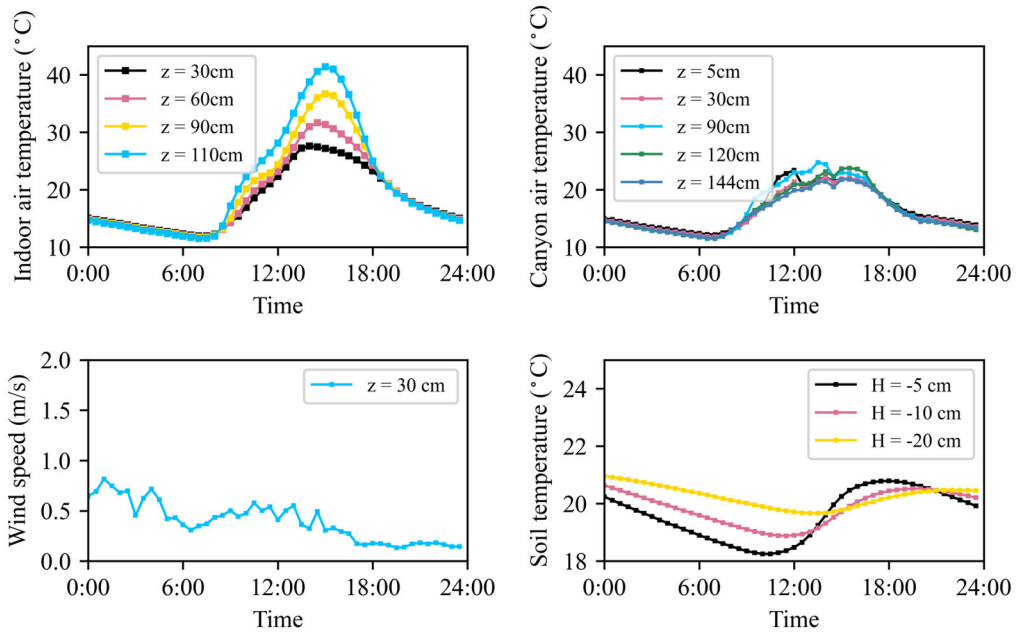 Indoor air temperature (°C)
40
30
20
10
z = 30cm
z = 60cm
z = 90cm
z = 110cm
0:00 6:00 12:00 18:00 24:00
Time
Canyon air temperature (°C)
40
30
20
10
z = 5cm
z = 30cm
z = 90cm
z = 120cm
z = 144cm
0:00 6:00 12:00 18:00 24:00
Time
Wind speed (m/s)
2.0
1.5
1.0
0.5
0.0
z = 30 cm
0:00 6:00 12:00 18:00 24:00
Time
Soil temperature (°C)
24
22
20
18
H = -5 cm
H = -10 cm
H = -20 cm
0:00 6:00 12:00 18:00 24:00
Time